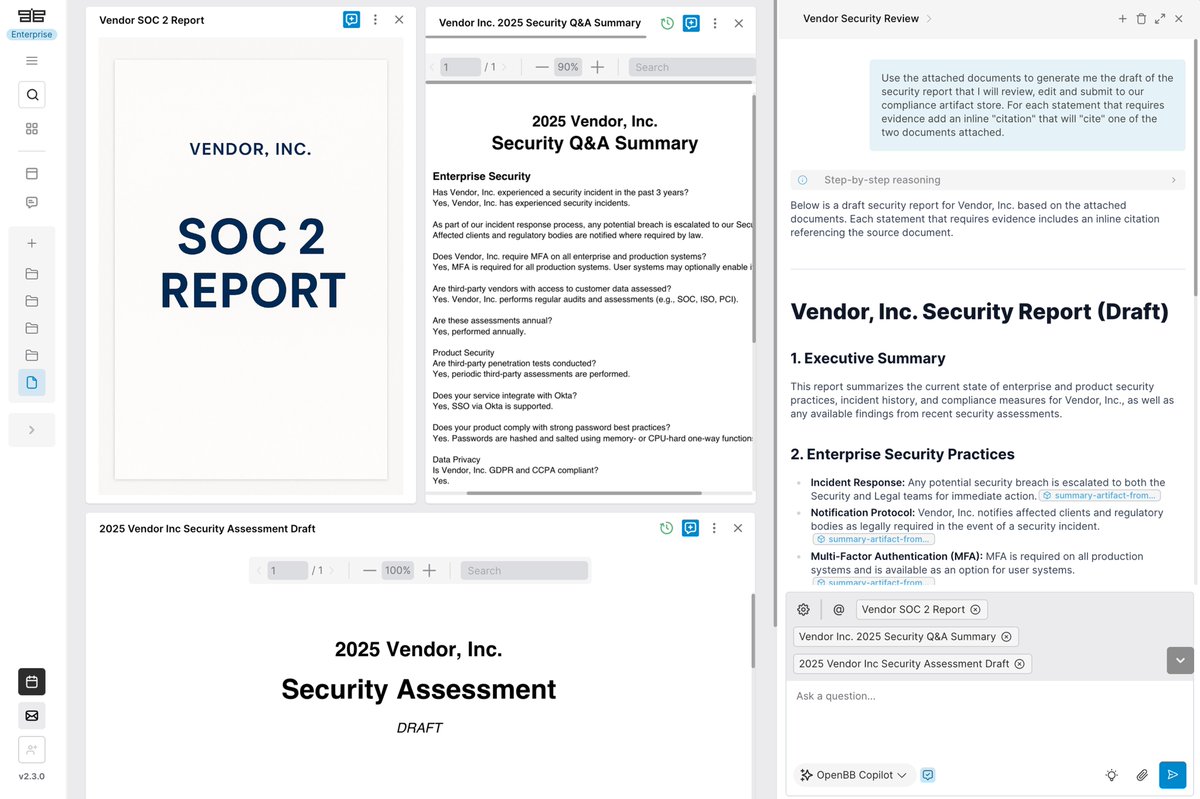 Enterprise
v2.3.0
Vendor SOC 2 Report
VENDOR, INC.
SOC 2
REPORT
Vendor Inc. 2025 Security Q&A Summary
1 / 1
90%
Search
2025 Vendor, Inc.
Security Q&A Summary
Enterprise Security
Has Vendor, Inc. experienced a security incident in the past 3 years?
Yes, Vendor, Inc. has experienced security incidents.
As part of our incident response process, any potential breach is escalated to our Secu
Affected clients and regulatory bodies are notified where required by law.
Does Vendor, Inc. require MFA on all enterprise and production systems?
Yes, MFA is required for all production systems. User systems may optionally enable i
Are third-party vendors with access to customer data assessed?
Yes. Vendor, Inc. performs regular audits and assessments (e.g., SOC, ISO, PCI).
Are these assessments annual?
Yes, performed annually.
Product Security
Are third-party penetration tests conducted?
Yes, periodic third-party assessments are performed.
Does your service integrate with Okta?
Yes, SSO via Okta is supported.
Does your product comply with strong password best practices?
Yes. Passwords are hashed and salted using memory- or CPU-hard one-way function
Data Privacy
Is Vendor, Inc. GDPR and CCPA compliant?
Yes.
2025 Vendor Inc Security Assessment Draft
1 / 1
100%
Search
2025 Vendor, Inc.
Security Assessment
DRAFT
Vendor Security Review
Use the attached documents to generate me the draft of the
security report that I will review, edit and submit to our
compliance artifact store. For each statement that requires
evidence add an inline "citation" that will "cite" one of the
two documents attached.
Step-by-step reasoning
Below is a draft security report for Vendor, Inc. based on the attached
documents. Each statement that requires evidence includes an inline citation
referencing the source document.
Vendor, Inc. Security Report (Draft)
1. Executive Summary
This report summarizes the current state of enterprise and product security
practices, incident history, and compliance measures for Vendor, Inc., as well as
any available findings from recent security assessments.
2. Enterprise Security Practices
Incident Response: Any potential security breach is escalated to both the
Security and Legal teams for immediate action. summary-artifact-from...
Notification Protocol: Vendor, Inc. notifies affected clients and regulatory
bodies as legally required in the event of a security incident.
summary-artifact-from...
Multi-Factor Authentication (MFA): MFA is required on all production
systems and is available as an option for user systems.
summary-artifact-from...
@ Vendor SOC 2 Report
Vendor Inc. 2025 Security Q&A Summary
2025 Vendor Inc Security Assessment Draft
Ask a question...
OpenBB Copilot